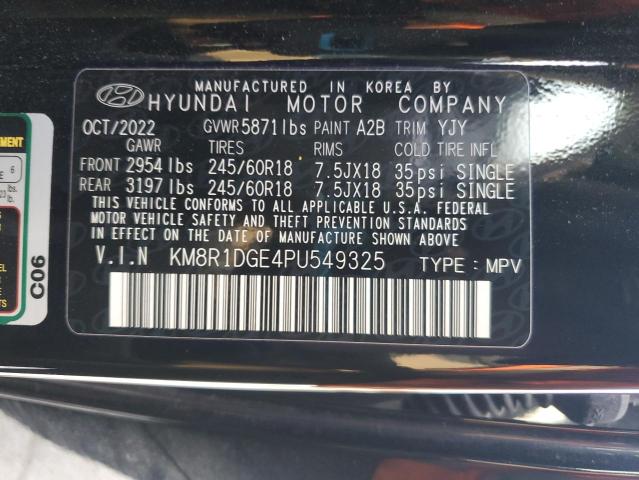 MANUFACTURED IN KOREA BY
HYUNDAI MOTOR COMPANY
OCT/2022 GVWR 5871lbs PAINT A2B TRIM YJY
GAWR TIRES RIMS COLD TIRE INFL
FRONT 2954 lbs 245/60R18 7.5JX18 35psi SINGLE
REAR 3197 lbs 245/60R18 7.5JX18 35psi SINGLE
THIS VEHICLE CONFORMS TO ALL APPLICABLE U.S.A. FEDERAL
MOTOR VEHICLE SAFETY AND THEFT PREVENTION STANDARDS
IN EFFECT ON THE DATE OF MANUFACTURE SHOWN ABOVE
V.I.N KM8R1DGE4PU549325 TYPE : MPV
C06